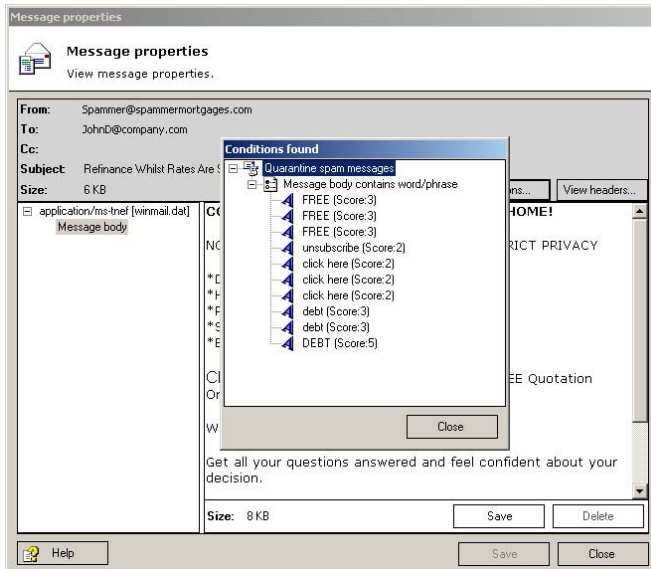 Message properties
Message properties
View message properties.
From: Spammer@spammermortgages.com
To: JohnD@company.com
Cc:
Subject: Refinance Whilst Rates Are
Size: 6 KB
View headers...
application/ms-tnef [winmail.dat]
Message body
Conditions found
Quarantine spam messages
Message body contains word/phrase
FREE (Score:3)
FREE (Score:3)
FREE (Score:3)
unsubscribe (Score:2)
click here (Score:2)
click here (Score:2)
click here (Score:2)
debt (Score:3)
debt (Score:3)
DEBT (Score:5)
Close
HOME!
PRIVACY
Quotation
Get all your questions answered and feel confident about your
decision.
Size: 8 KB
Save
Delete
Help
Save
Close